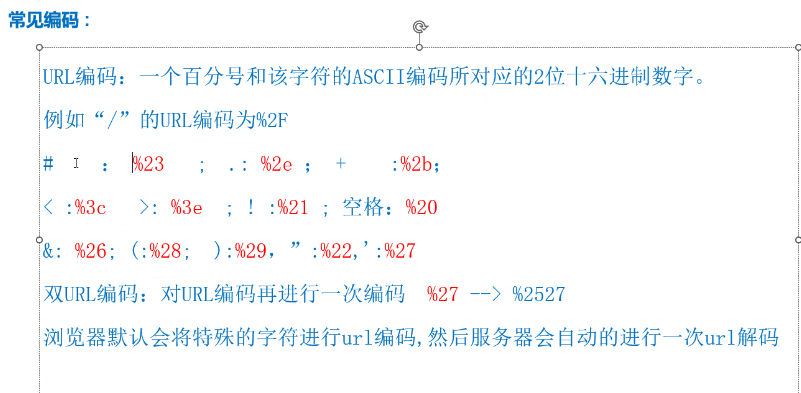 常见编码：
URL编码：一个百分号和该字符的ASCII编码所对应的2位十六进制数字。
例如“/”的URL编码为%2F
# ： %23 ; .: %2e ; + :%2b;
< :%3c >: %3e ; ! :%21 ; 空格：%20
&: %26; (:%28; ):%29，” :%22,' :%27
双URL编码：对URL编码再进行一次编码 %27 --> %2527
浏览器默认会将特殊的字符进行url编码,然后服务器会自动的进行一次url解码